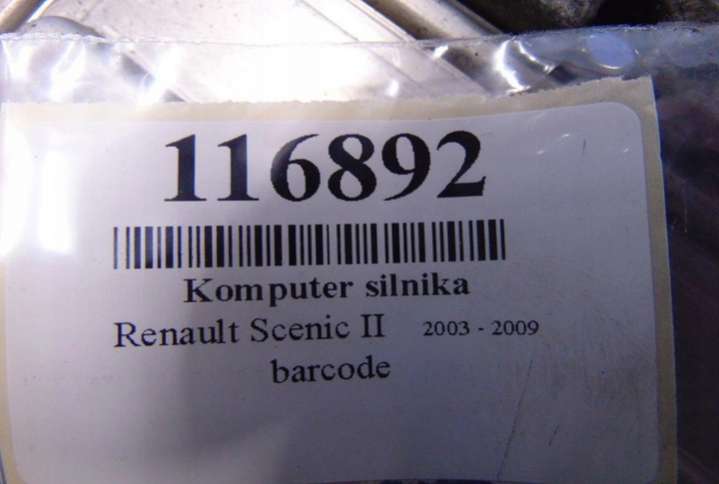 116892
Komputer silnika
Renault Scenic II 2003 - 2009
barcode